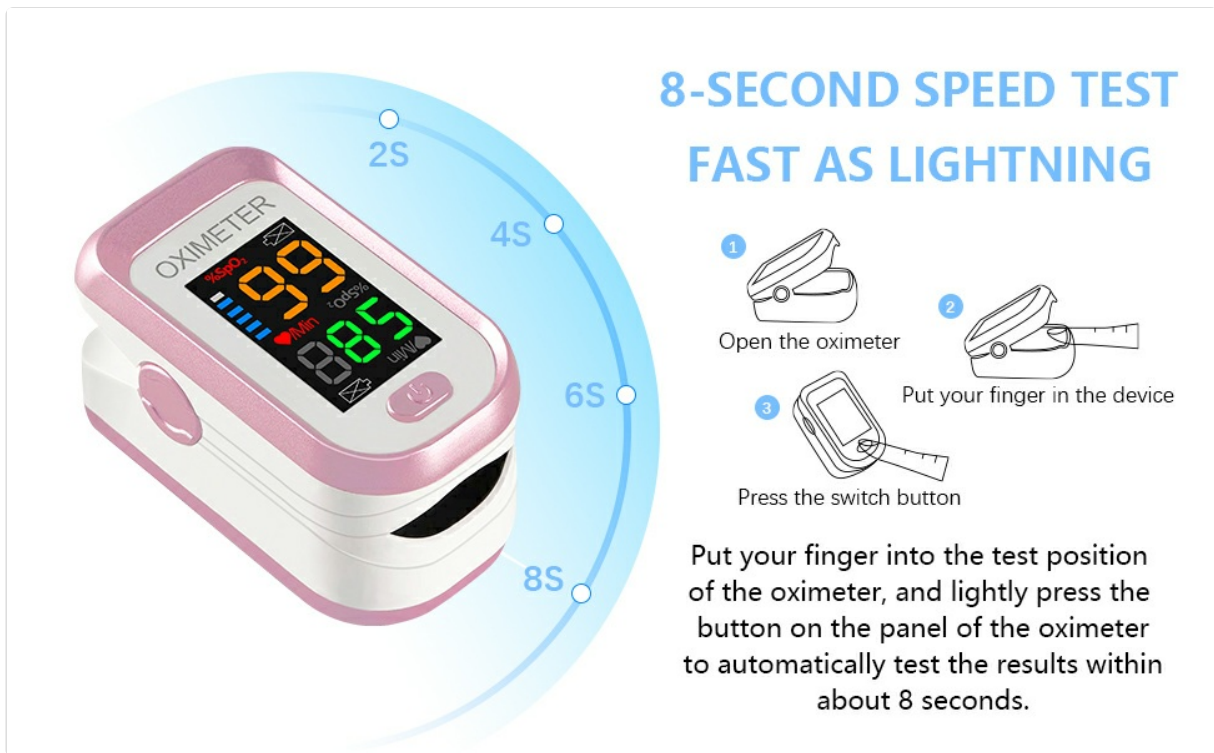 8-SECOND SPEED TEST
FAST AS LIGHTNING
2S
4S
6S
8S
OXIMETER
%SpO₂
99
%SpO₂
♥/Min
85
♥/Min
1
Open the oximeter
2
Put your finger in the device
3
Press the switch button
Put your finger into the test position
of the oximeter, and lightly press the
button on the panel of the oximeter
to automatically test the results within
about 8 seconds.